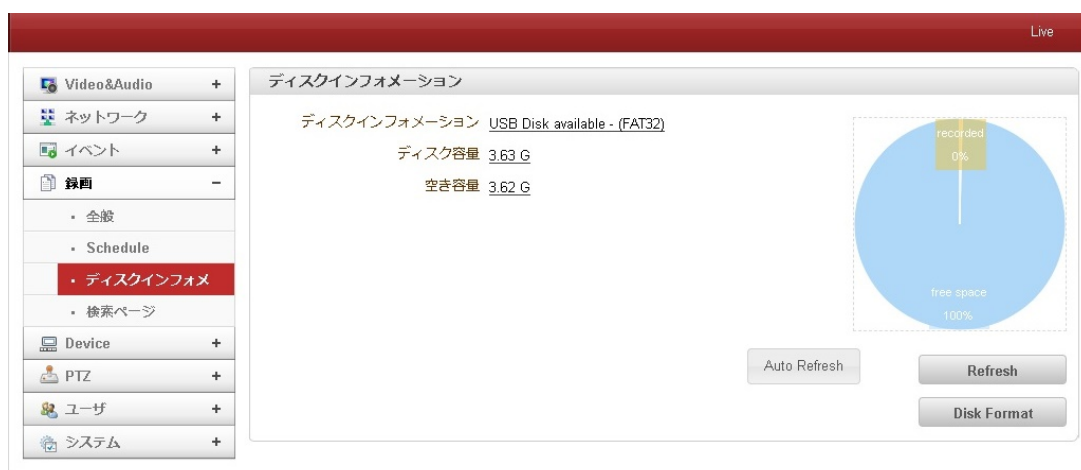 Live
Video&Audio
ネットワーク
イベント
録画
全般
Schedule
ディスクインフォメ
検索ページ
Device
PTZ
ユーザ
システム
ディスクインフォメーション
ディスクインフォメーション USB Disk available - (FAT32)
ディスク容量 3.63 G
空き容量 3.62 G
recorded
0%
free space
100%
Auto Refresh
Refresh
Disk Format